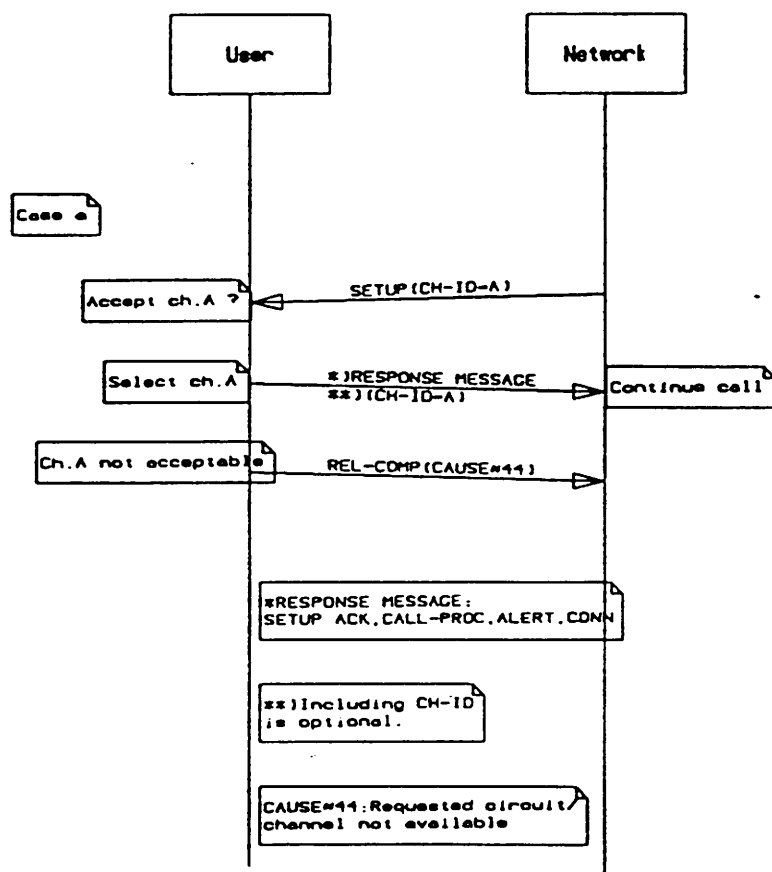 User
Network
Case a
Accept ch.A ?
SETUP(CH-ID=A)
Select ch.A
*)RESPONSE MESSAGE
**)(CH-ID-A)
Continue call
Ch.A not acceptable
REL-COMP(CAUSE#44)
*RESPONSE MESSAGE:
SETUP ACK,CALL-PROC,ALERT,CONN
**)Including CH-ID
is optional.
CAUSE#44:Requested circuit/
channel not available